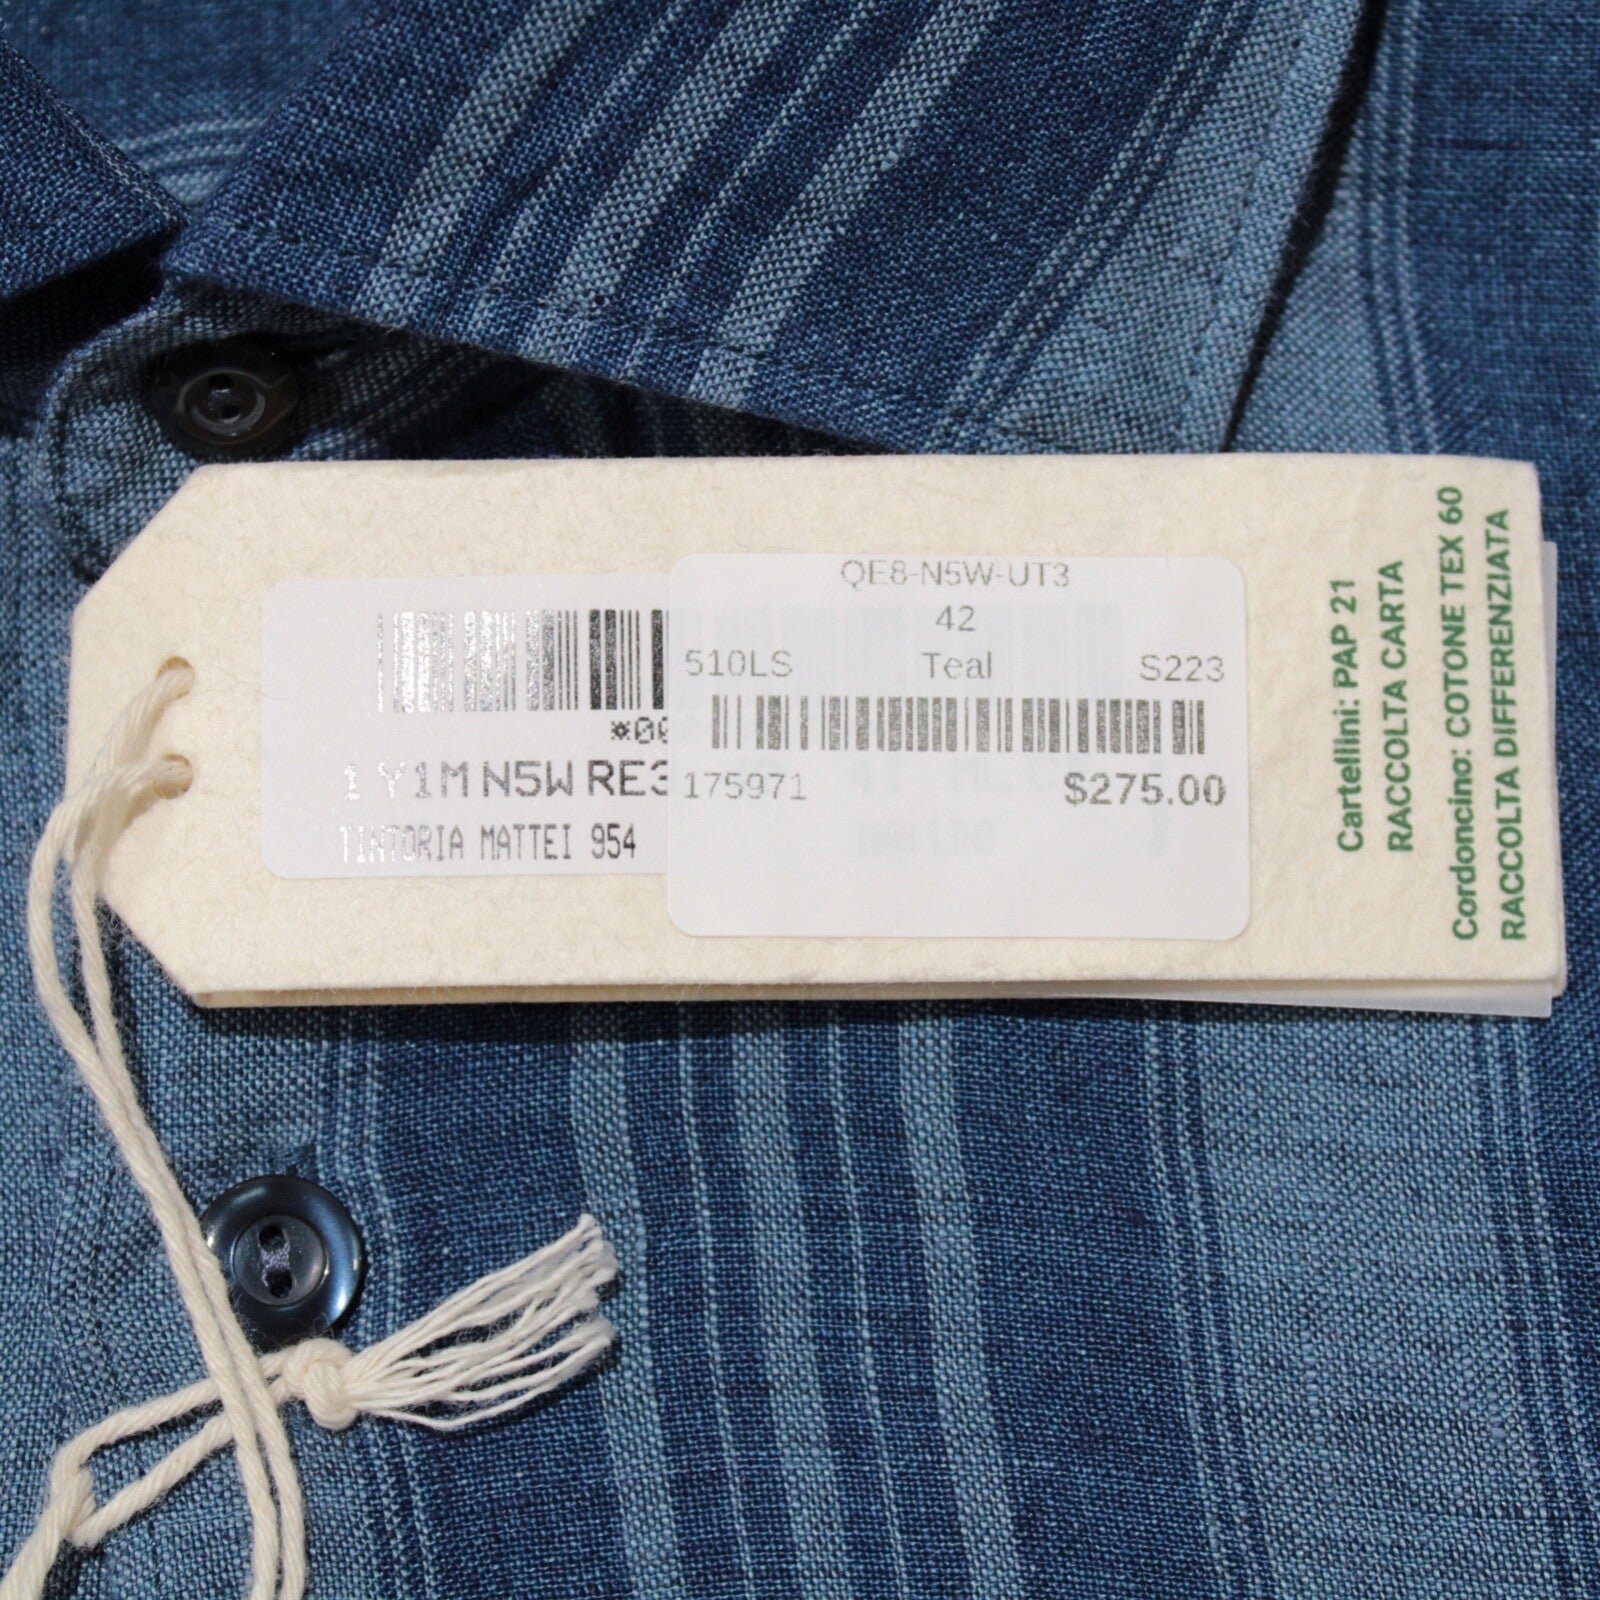 *00
1 Y1M N5W RE3
TINTORIA MATTEI 954
QE8-N5W-UT3
42
510LS Teal S223
175971 $275.00
Cartellini: PAP 21
RACCOLTA CARTA
Cordoncino: COTONE TEX 60
RACCOLTA DIFFERENZIATA